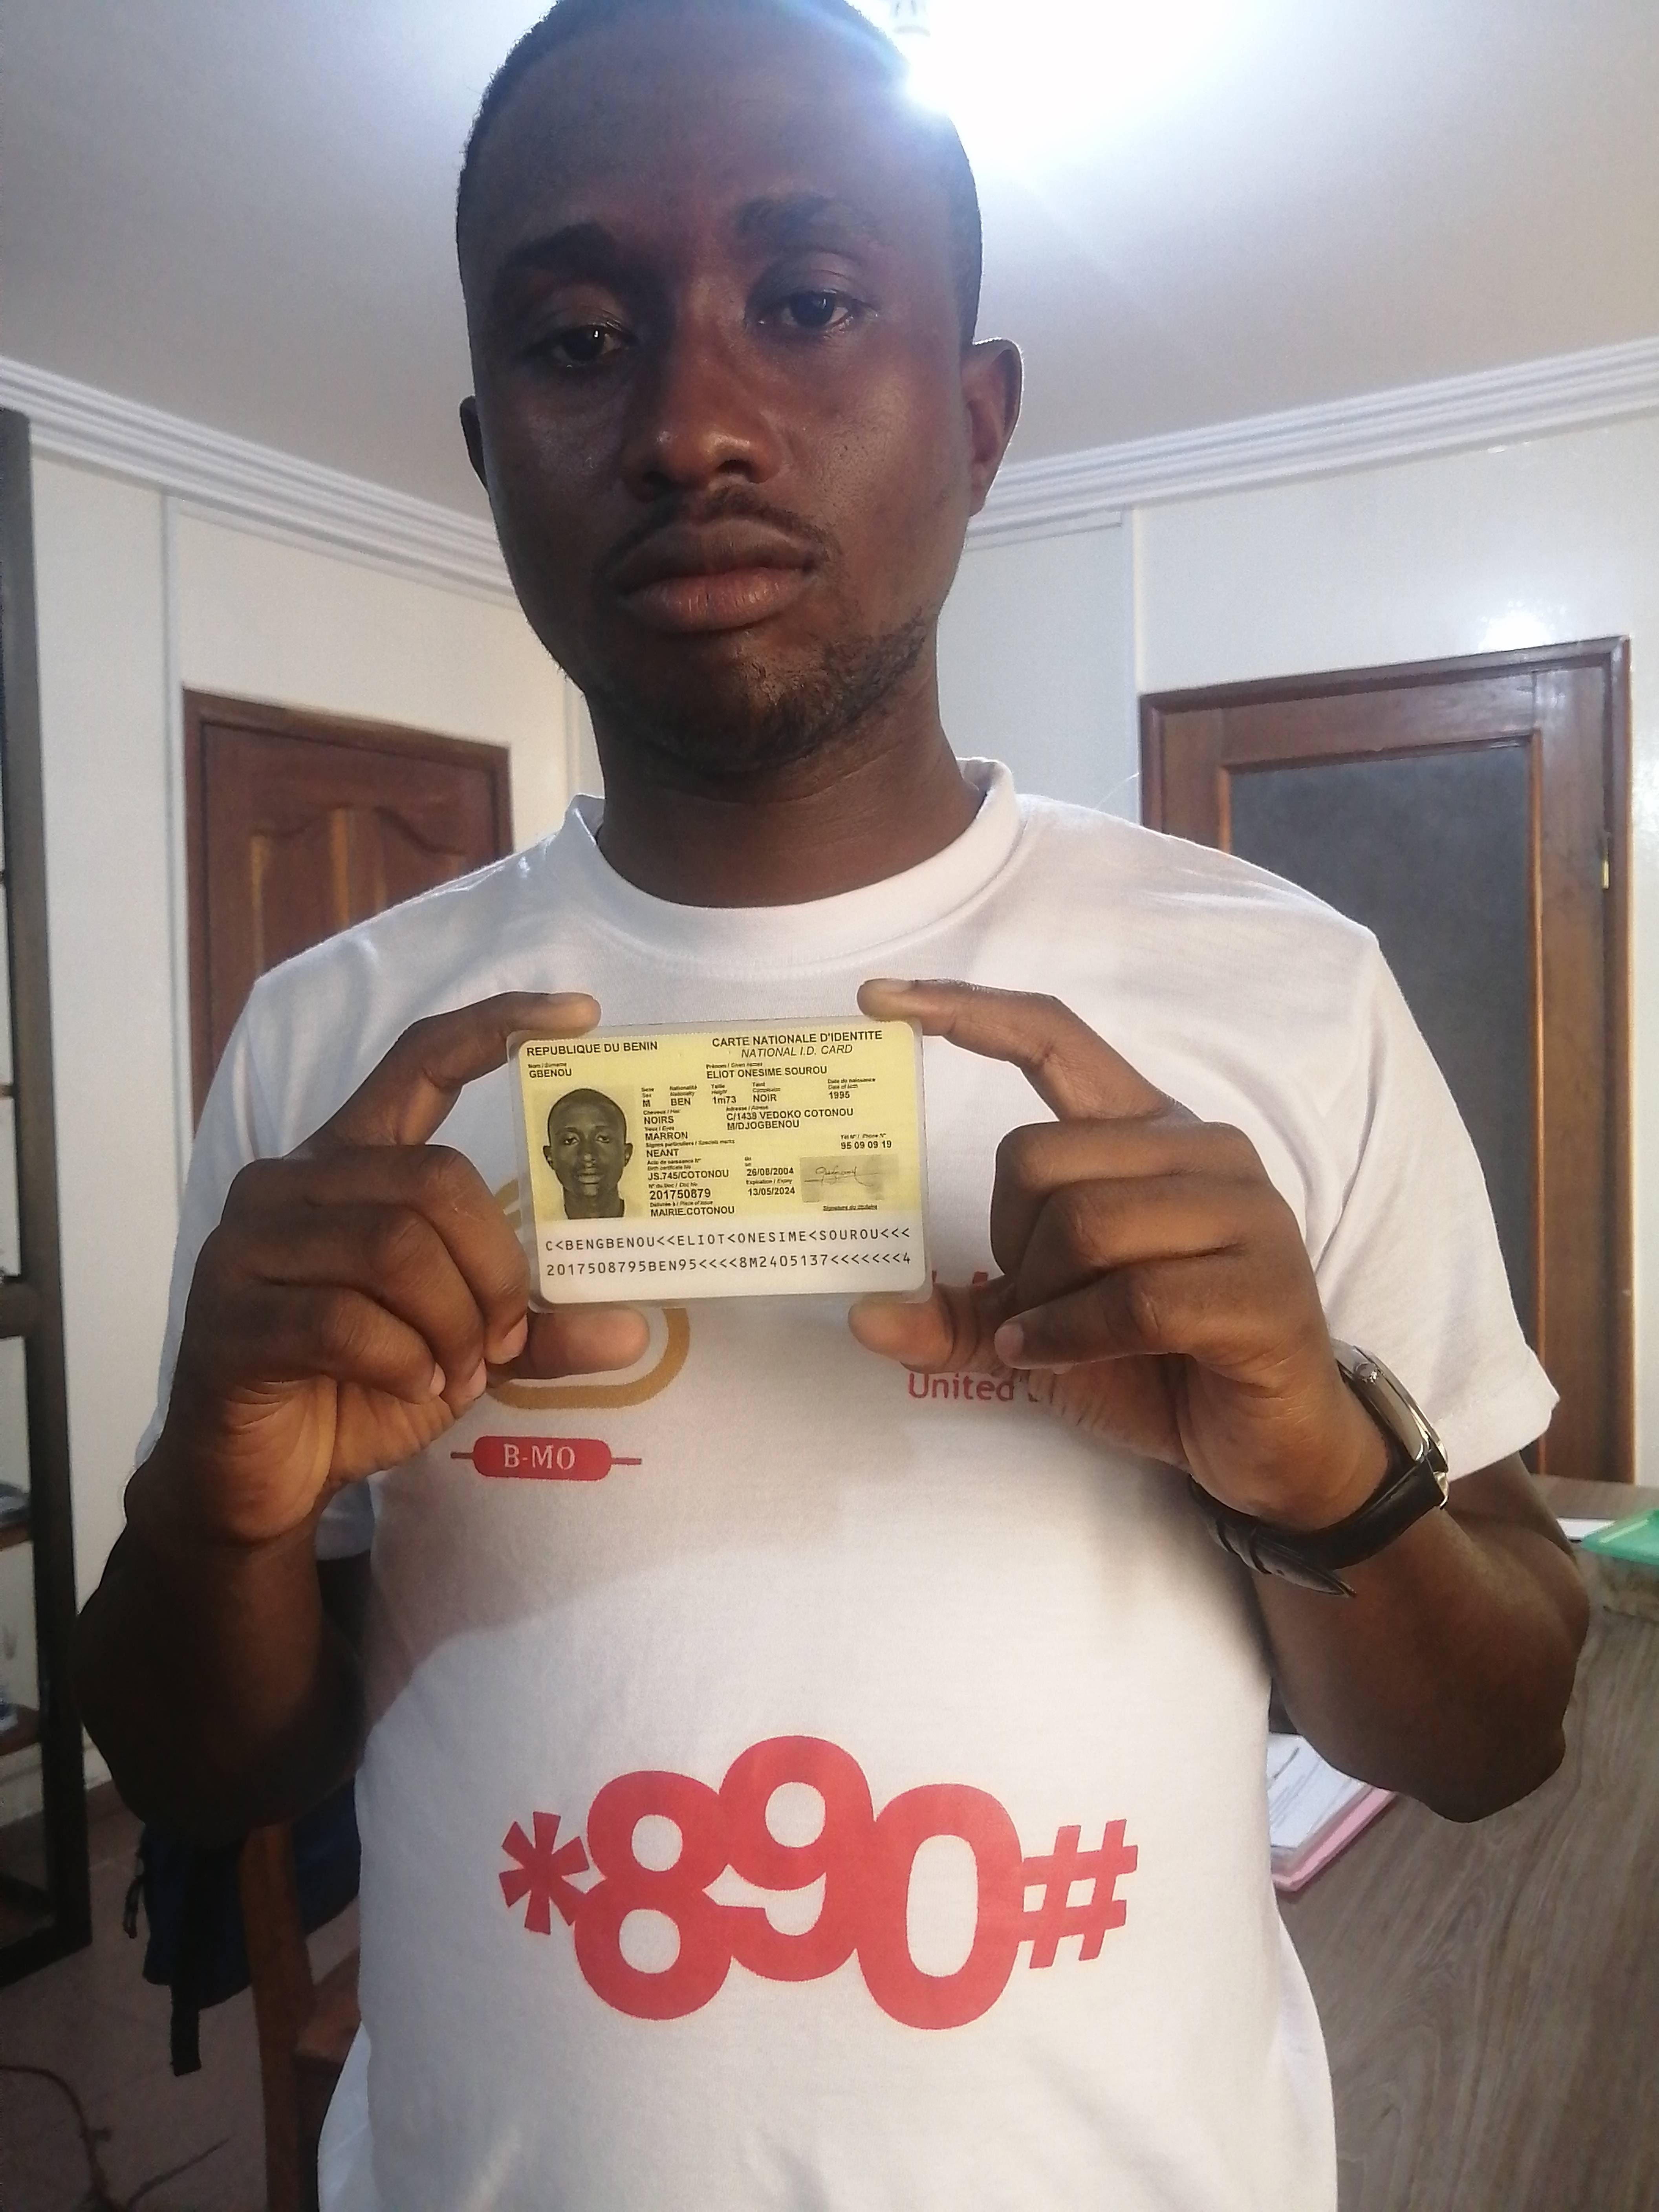 REPUBLIQUE DU BENIN
CARTE NATIONALE D'IDENTITE
NATIONAL I.D. CARD
Nom / Surname
GBENOU
Prénom / Given names
ELIOT ONESIME SOUROU
Sexe Nationalité Taille Teint Date de naissance
Sex Nationality Height Complexion Date of birth
M BEN 1m73 NOIR 1995
Cheveux / Hair Adresse / Adress
NOIRS C/1438 VEDOKO COTONOU
Yeux / Eyes M/DJOGBENOU
MARRON
Signes particuliers / Specials marks Tél N° / Phone N°
NEANT 95 09 09 19
Acte de naissance N° du
Birth certificate No
JS.745/COTONOU 26/08/2004
N° du Doc / Doc No Expiration / Expiry
201750879 13/05/2024
Délivrée à / Place of issue Signature du titulaire
MAIRIE.COTONOU
C<BENGBENOU<<ELIOT<ONESIME<SOUROU<<<
2017508795BEN95<<<<8M2405137<<<<<<<4
United
B-MO
*890#